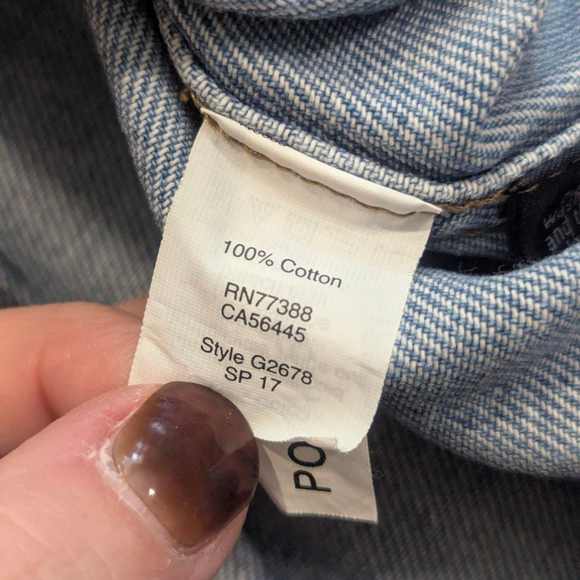 100% Cotton
RN77388
CA56445
Style G2678
SP 17
PO